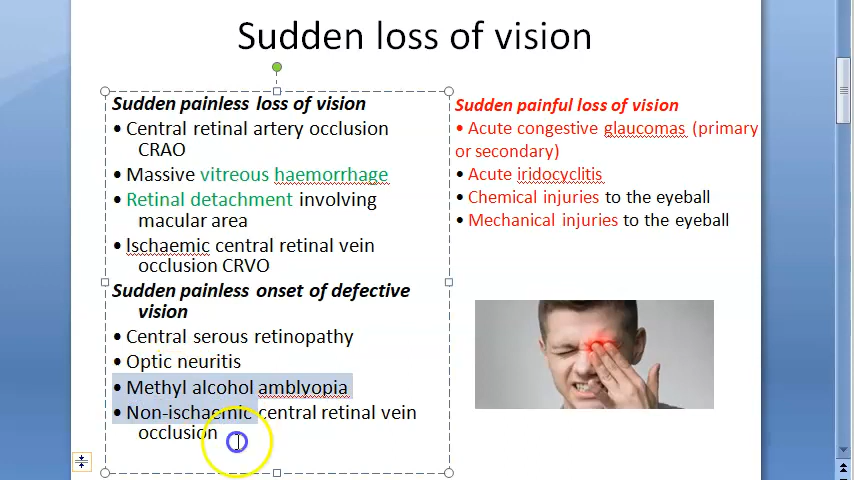 Sudden loss of vision
Sudden painless loss of vision
• Central retinal artery occlusion
CRAO
• Massive vitreous haemorrhage
• Retinal detachment involving
macular area
• Ischaemic central retinal vein
occlusion CRVO
Sudden painless onset of defective
vision
• Central serous retinopathy
• Optic neuritis
• Methyl alcohol amblyopia
• Non-ischaemic central retinal vein
occlusion
Sudden painful loss of vision
• Acute congestive glaucomas (primary
or secondary)
• Acute iridocyclitis
• Chemical injuries to the eyeball
• Mechanical injuries to the eyeball